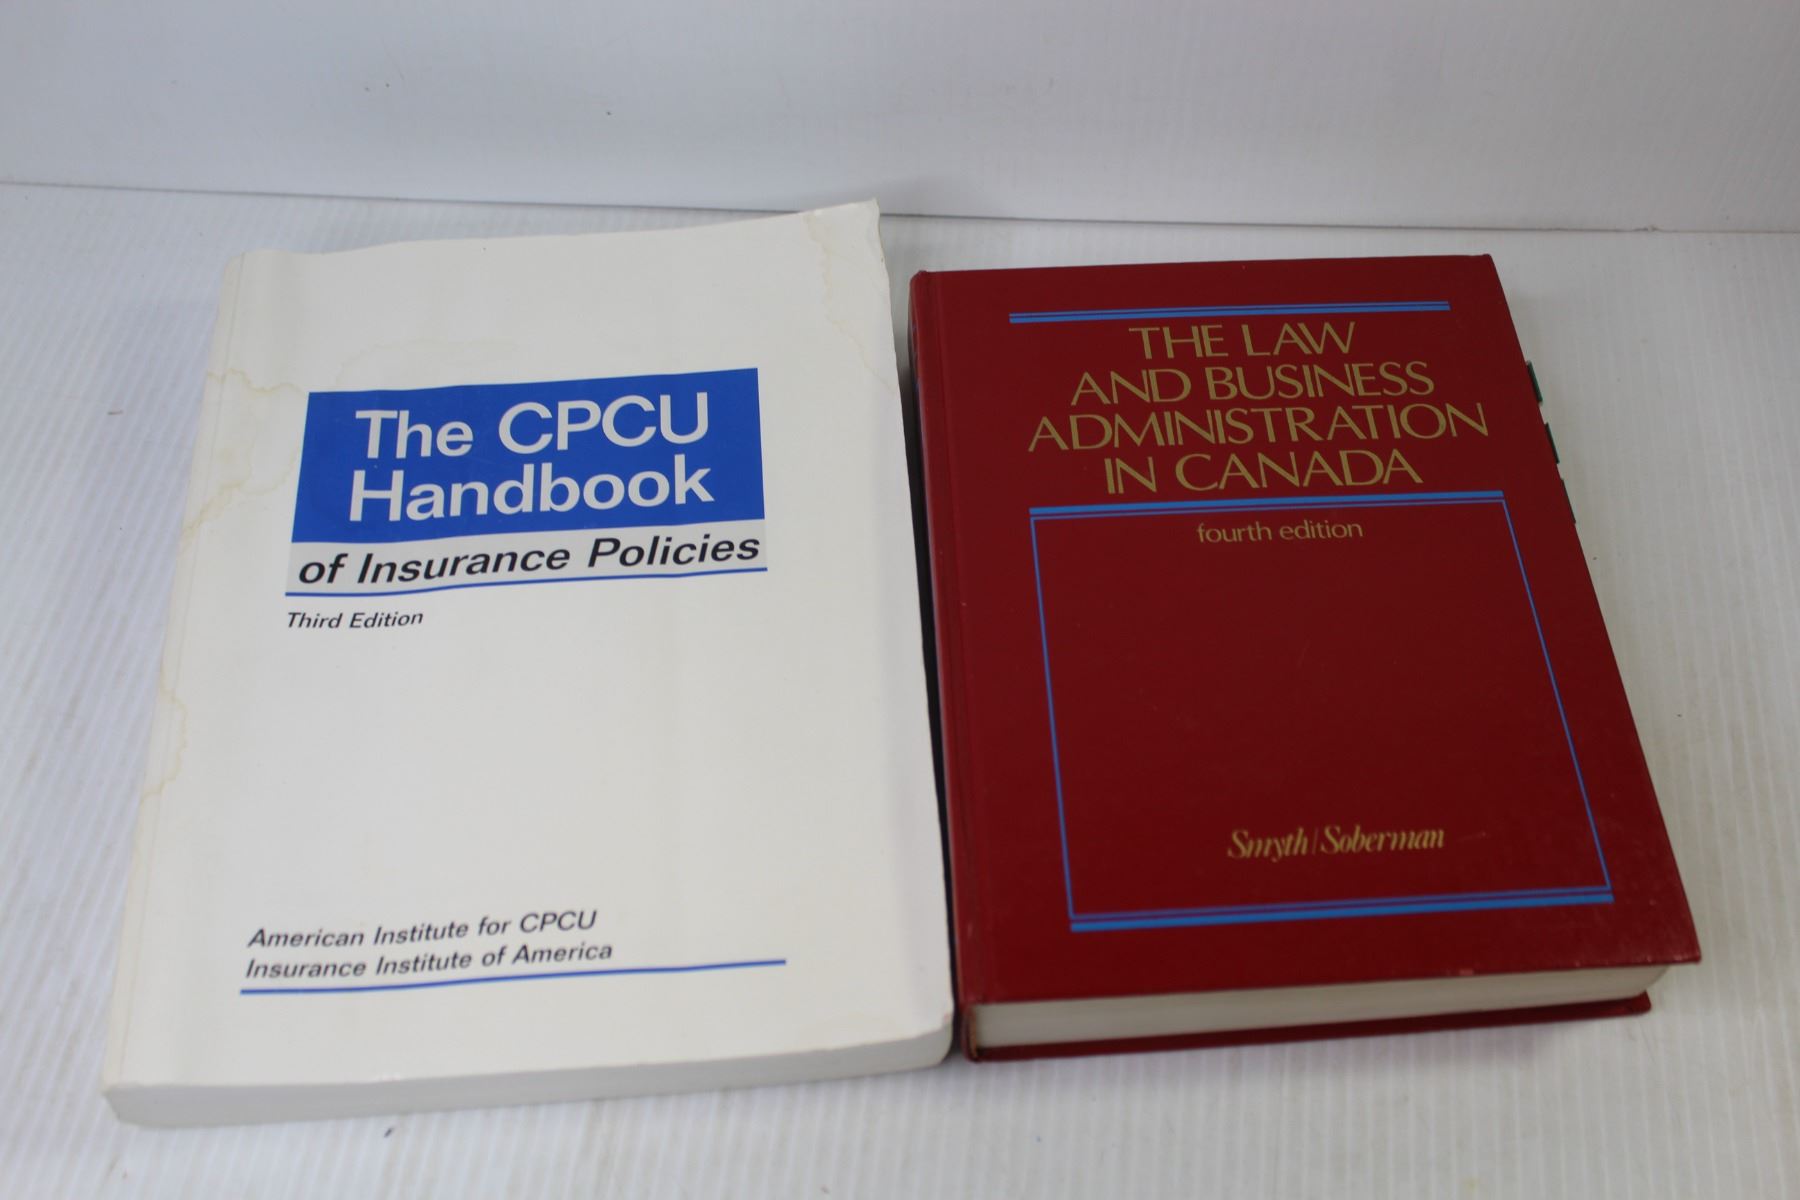 The CPCU
Handbook
of Insurance Policies
Third Edition
American Institute for CPCU
Insurance Institute of America
THE LAW
AND BUSINESS
ADMINISTRATION
IN CANADA
fourth edition
Smyth/Soberman